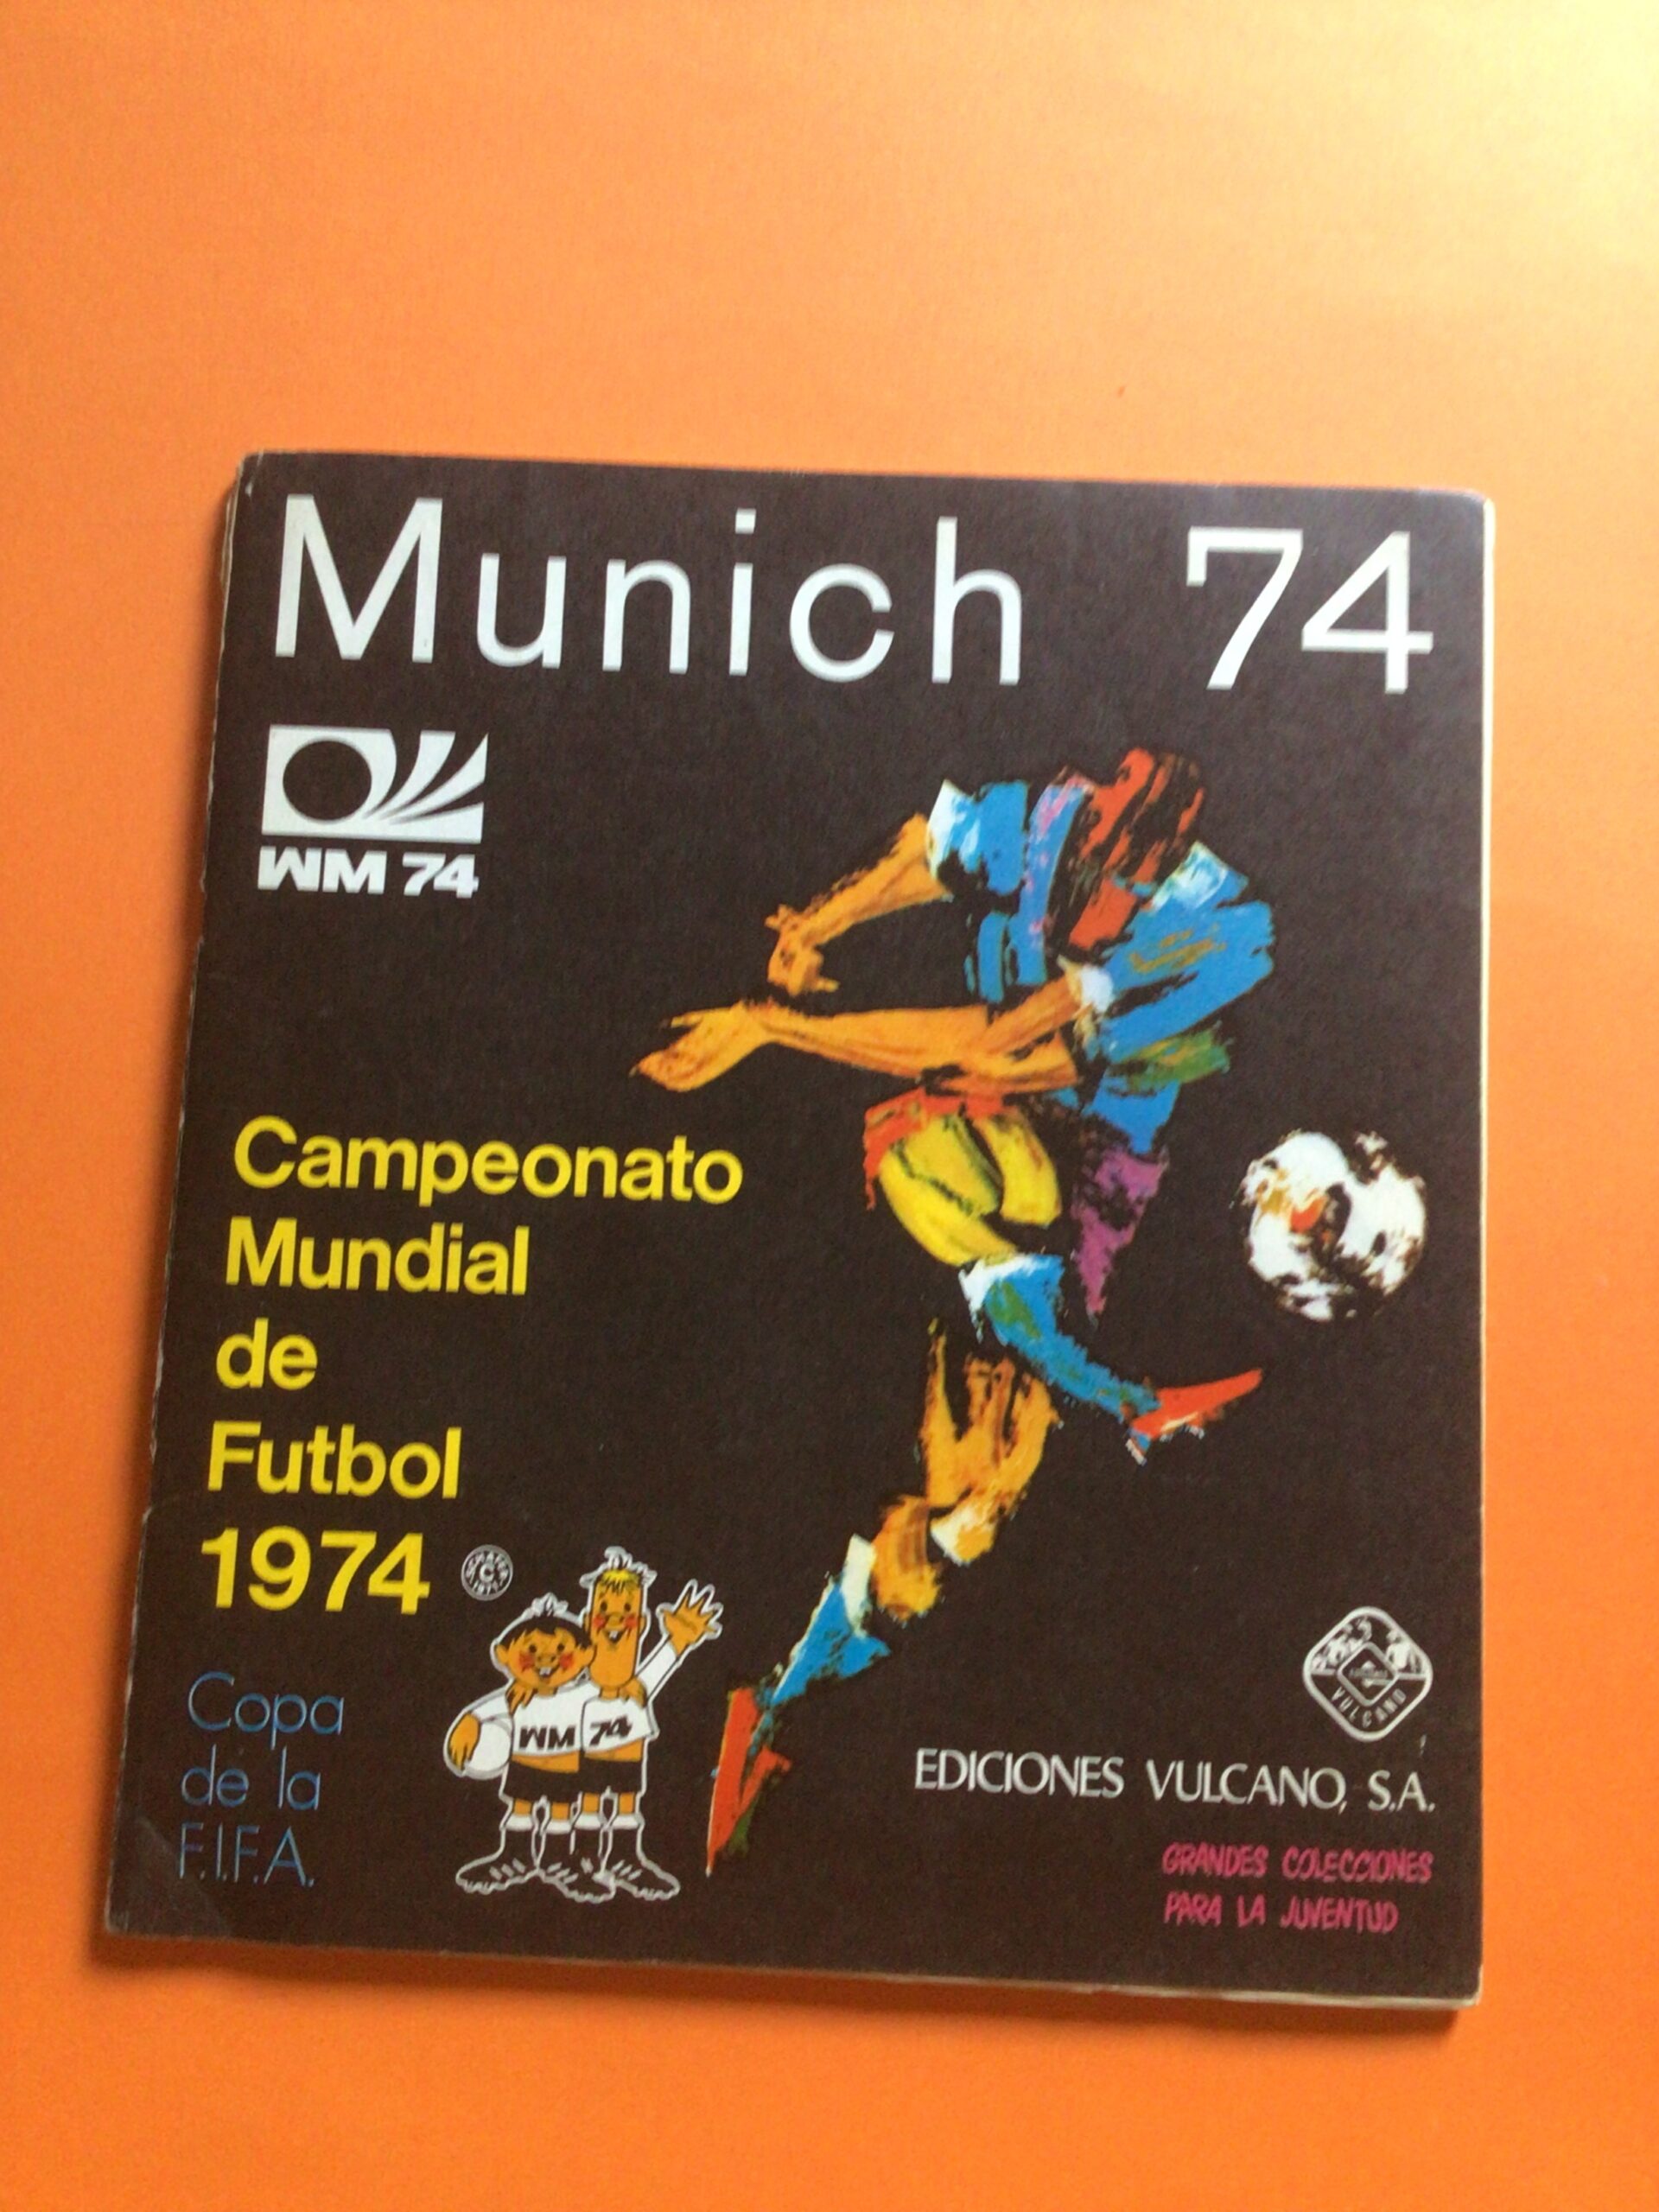 Munich 74
WM 74
Campeonato
Mundial
de
Futbol
1974
Copa
de la
F.I.F.A.
WM 74
VULCANO
EDICIONES VULCANO, S.A.
GRANDES COLECCIONES
PARA LA JUVENTUD